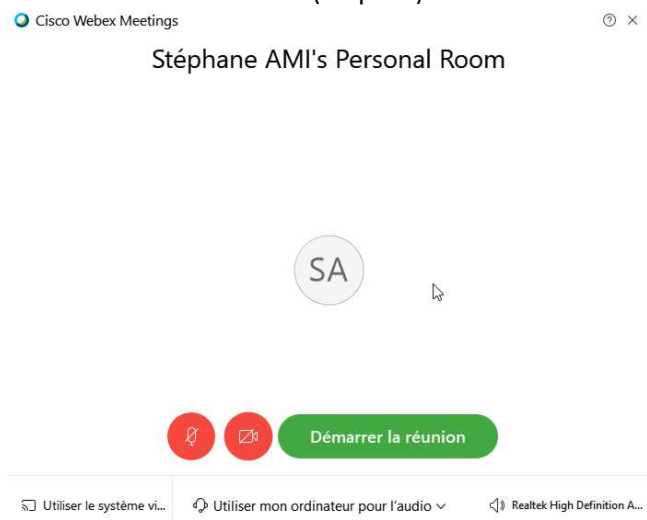 Cisco Webex Meetings
Stéphane AMI's Personal Room
SA
Démarrer la réunion
Utiliser le système vi... Utiliser mon ordinateur pour l'audio Realtek High Definition A...